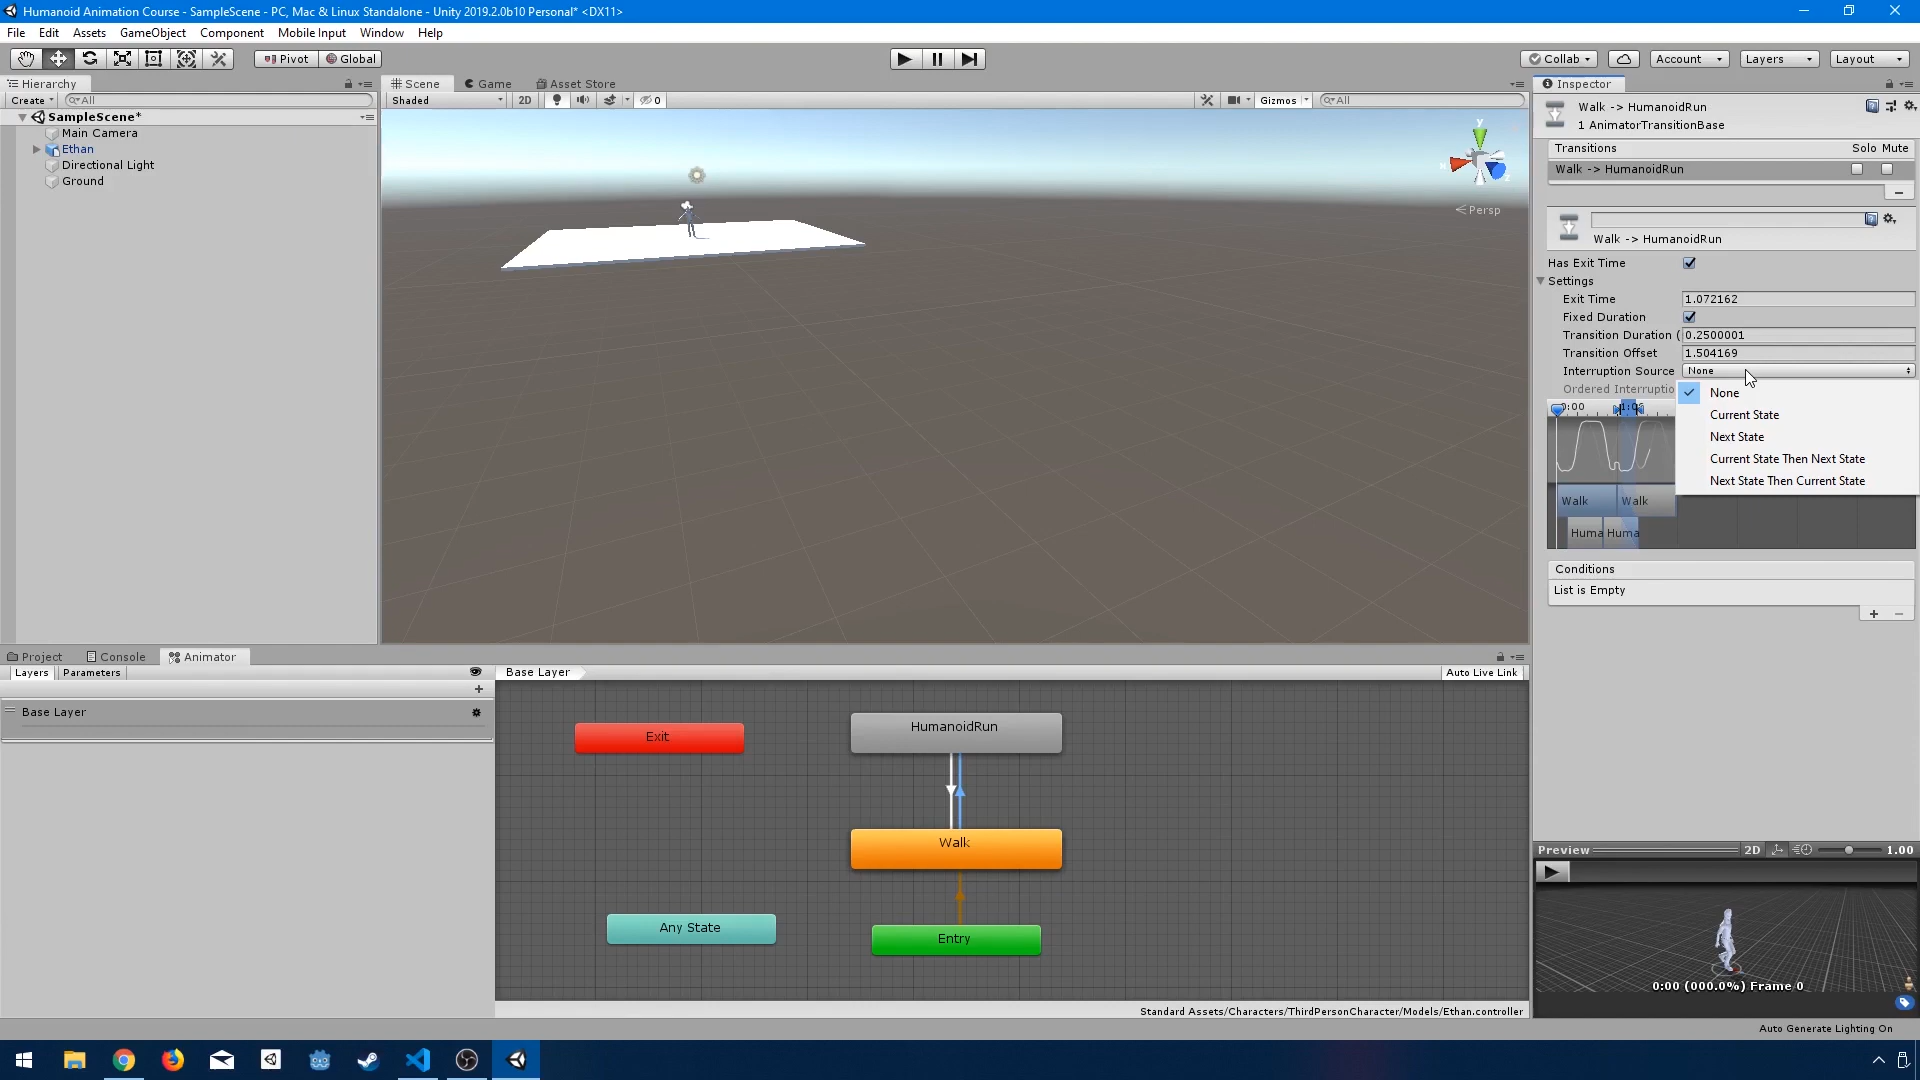 Humanoid Animation Course - SampleScene - PC, Mac & Linux Standalone - Unity 2019.2.0b10 Personal* <DX11>
File Edit Assets GameObject Component Mobile Input Window Help
Pivot Global Collab Account Layers Layout
Hierarchy
Create All
SampleScene*
Main Camera
Ethan
Directional Light
Ground
Scene Game Asset Store
Shaded 2D 0 Gizmos All
y
x
z
Persp
Inspector
Walk -> HumanoidRun
1 AnimatorTransitionBase
Transitions Solo Mute
Walk -> HumanoidRun
Walk -> HumanoidRun
Has Exit Time
Settings
Exit Time 1.072162
Fixed Duration
Transition Duration ( 0.2500001
Transition Offset 1.504169
Interruption Source None
Ordered Interruptio
None
Current State
Next State
Current State Then Next State
Next State Then Current State
0:00
Walk Walk
Huma Huma
Conditions
List is Empty
Project Console Animator
Layers Parameters
Base Layer
Base Layer Auto Live Link
Exit
HumanoidRun
Walk
Any State
Entry
Standard Assets/Characters/ThirdPersonCharacter/Models/Ethan.controller
Preview 2D 1.00
0:00 (000.0%) Frame 0
Auto Generate Lighting On